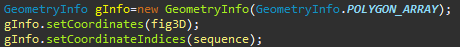 GeometryInfo gInfo=new GeometryInfo(GeometryInfo.POLYGON_ARRAY);
gInfo.setCoordinates(fig3D);
gInfo.setCoordinateIndices(sequence);